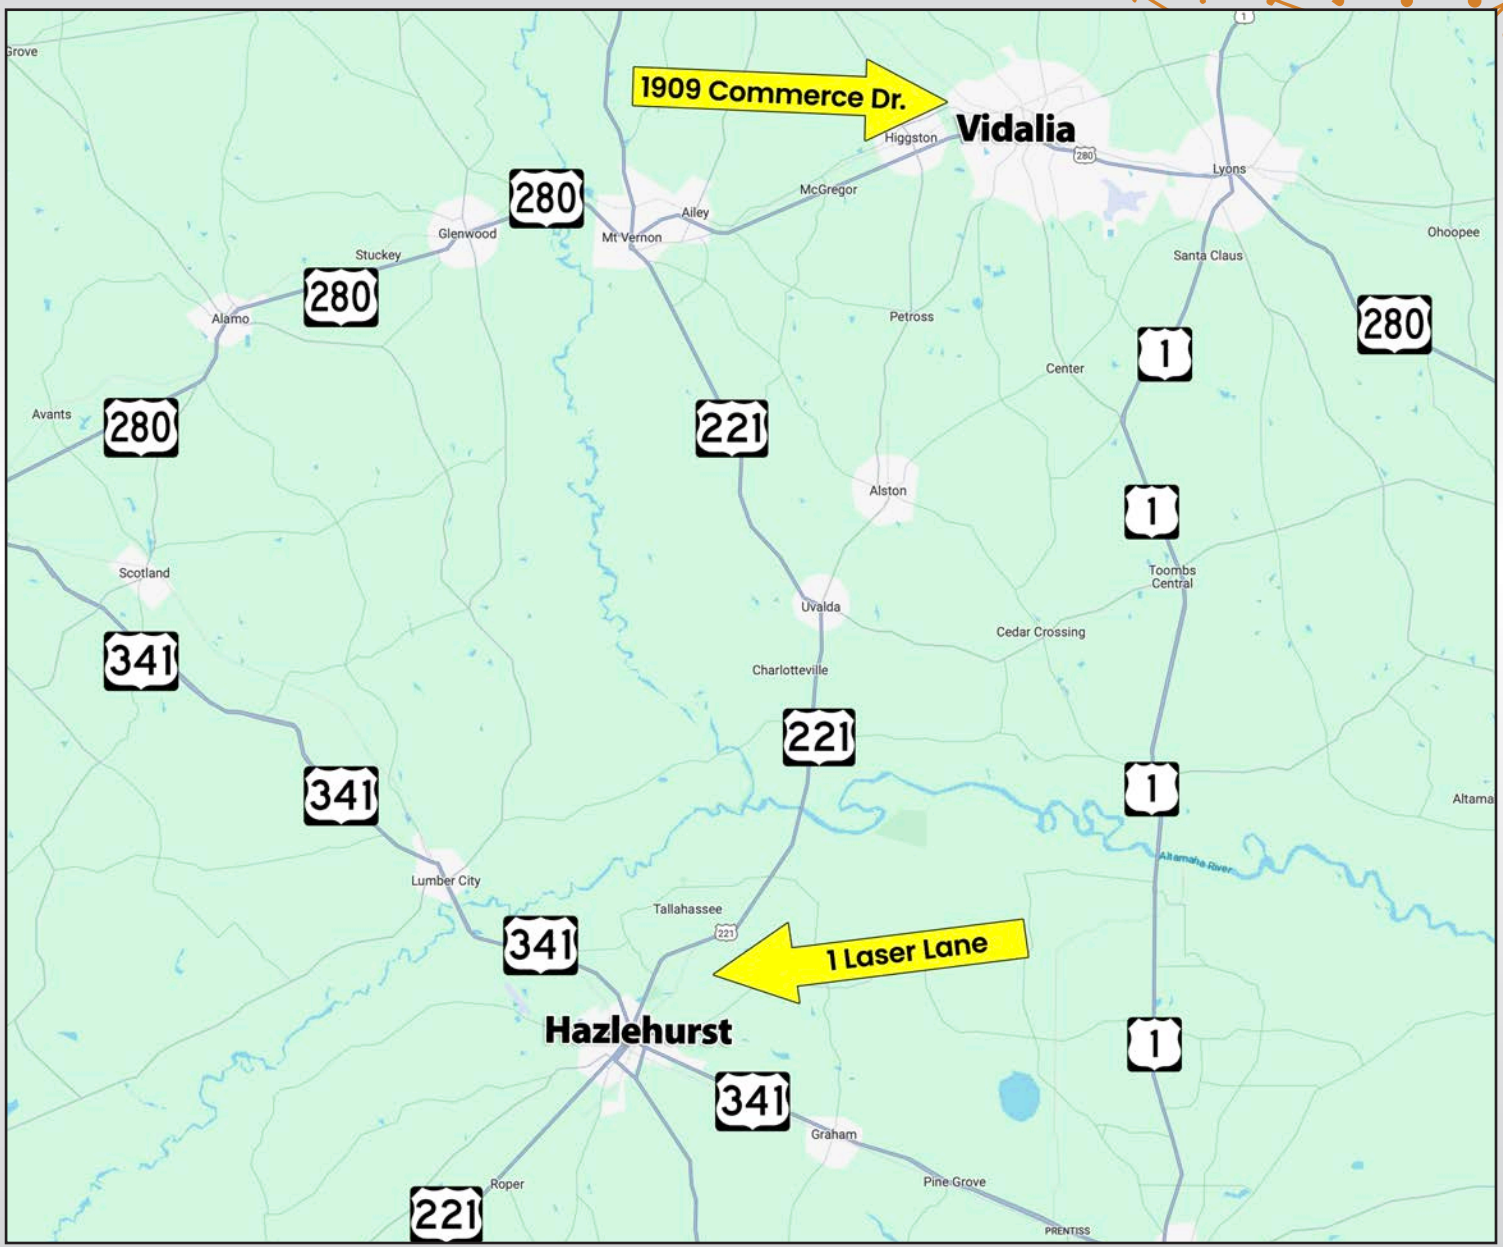 1
Grove
1909 Commerce Dr.
Vidalia
Higgston
280
Lyons
McGregor
280
Ailey
Glenwood
Mt Vernon
Ohoopee
Stuckey
Santa Claus
280
Alamo
Petross
280
1
Center
Avants
280
221
Alston
1
Scotland
Toombs
Central
Uvalda
Cedar Crossing
341
Charlotteville
221
341
1
Altama
Altamaha River
Lumber City
Tallahassee
221
341
1 Laser Lane
Hazlehurst
1
341
Graham
Roper
Pine Grove
221
PRENTISS